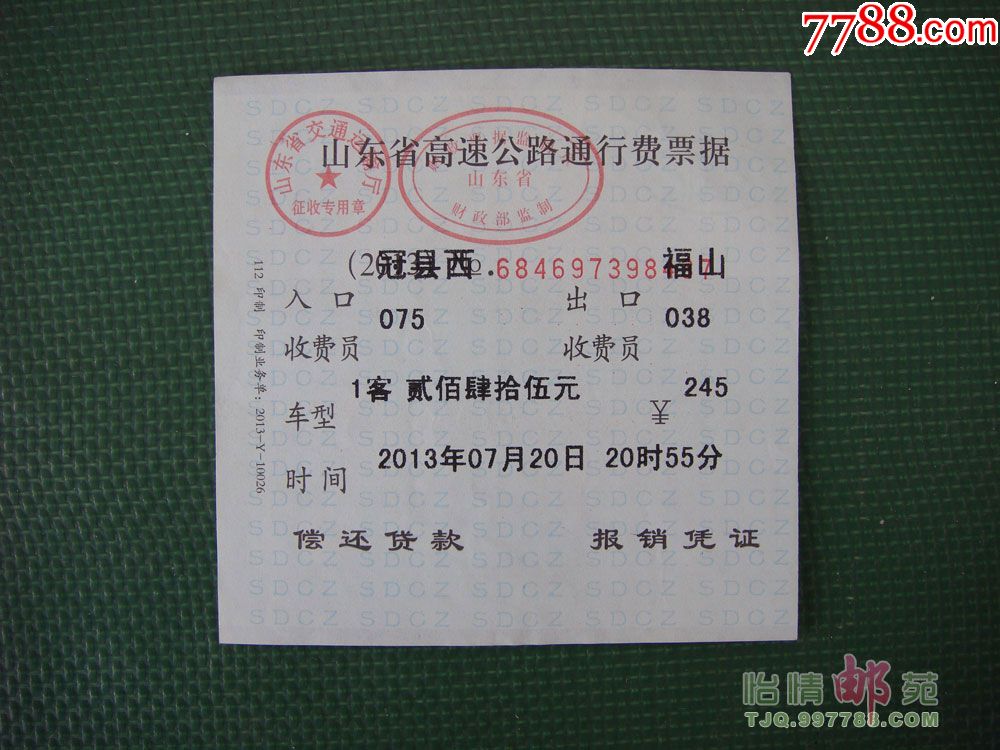 7788.com
SDCZ SDCZ SDCZ SDCZ SDCZ
山东省高速公路通行费票据
山东省交通运输厅
征收专用章
山东省
财政部监制
冠县西
684697398
福山
入口
出口
075
038
收费员
收费员
1客 贰佰肆拾伍元
¥ 245
车型
2013年07月20日 20时55分
时间
偿还贷款
报销凭证
112 印制 印制业务单:2013-Y-10026
怡情邮苑
TJQ.997788.COM